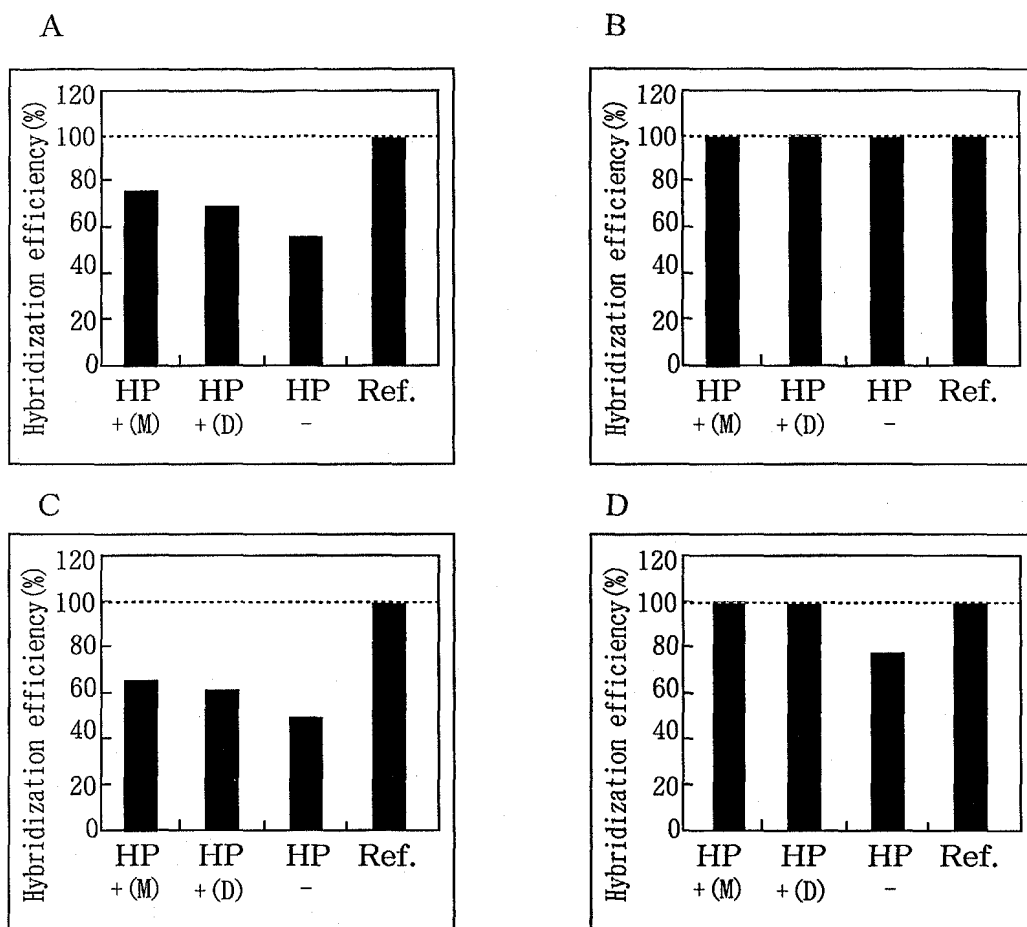 A
Hybridization efficiency(%)
120
100
80
60
40
20
0
HP HP HP Ref.
+(M) +(D) -
B
Hybridization efficiency(%)
120
100
80
60
40
20
0
HP HP HP Ref.
+(M) +(D) -
C
Hybridization efficiency(%)
120
100
80
60
40
20
0
HP HP HP Ref.
+(M) +(D) -
D
Hybridization efficiency(%)
120
100
80
60
40
20
0
HP HP HP Ref.
+(M) +(D) -